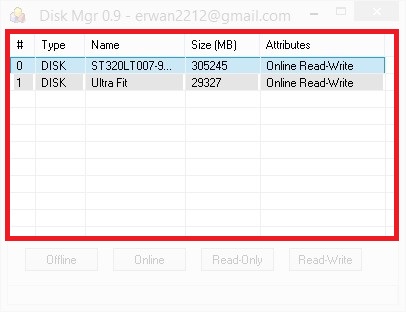 Disk Mgr 0.9 - erwan2212@gmail.com
# Type Name Size (MB) Attributes
0 DISK ST320LT007-9... 305245 Online Read-Write
1 DISK Ultra Fit 29327 Online Read-Write
Offline Online Read-Only Read-Write